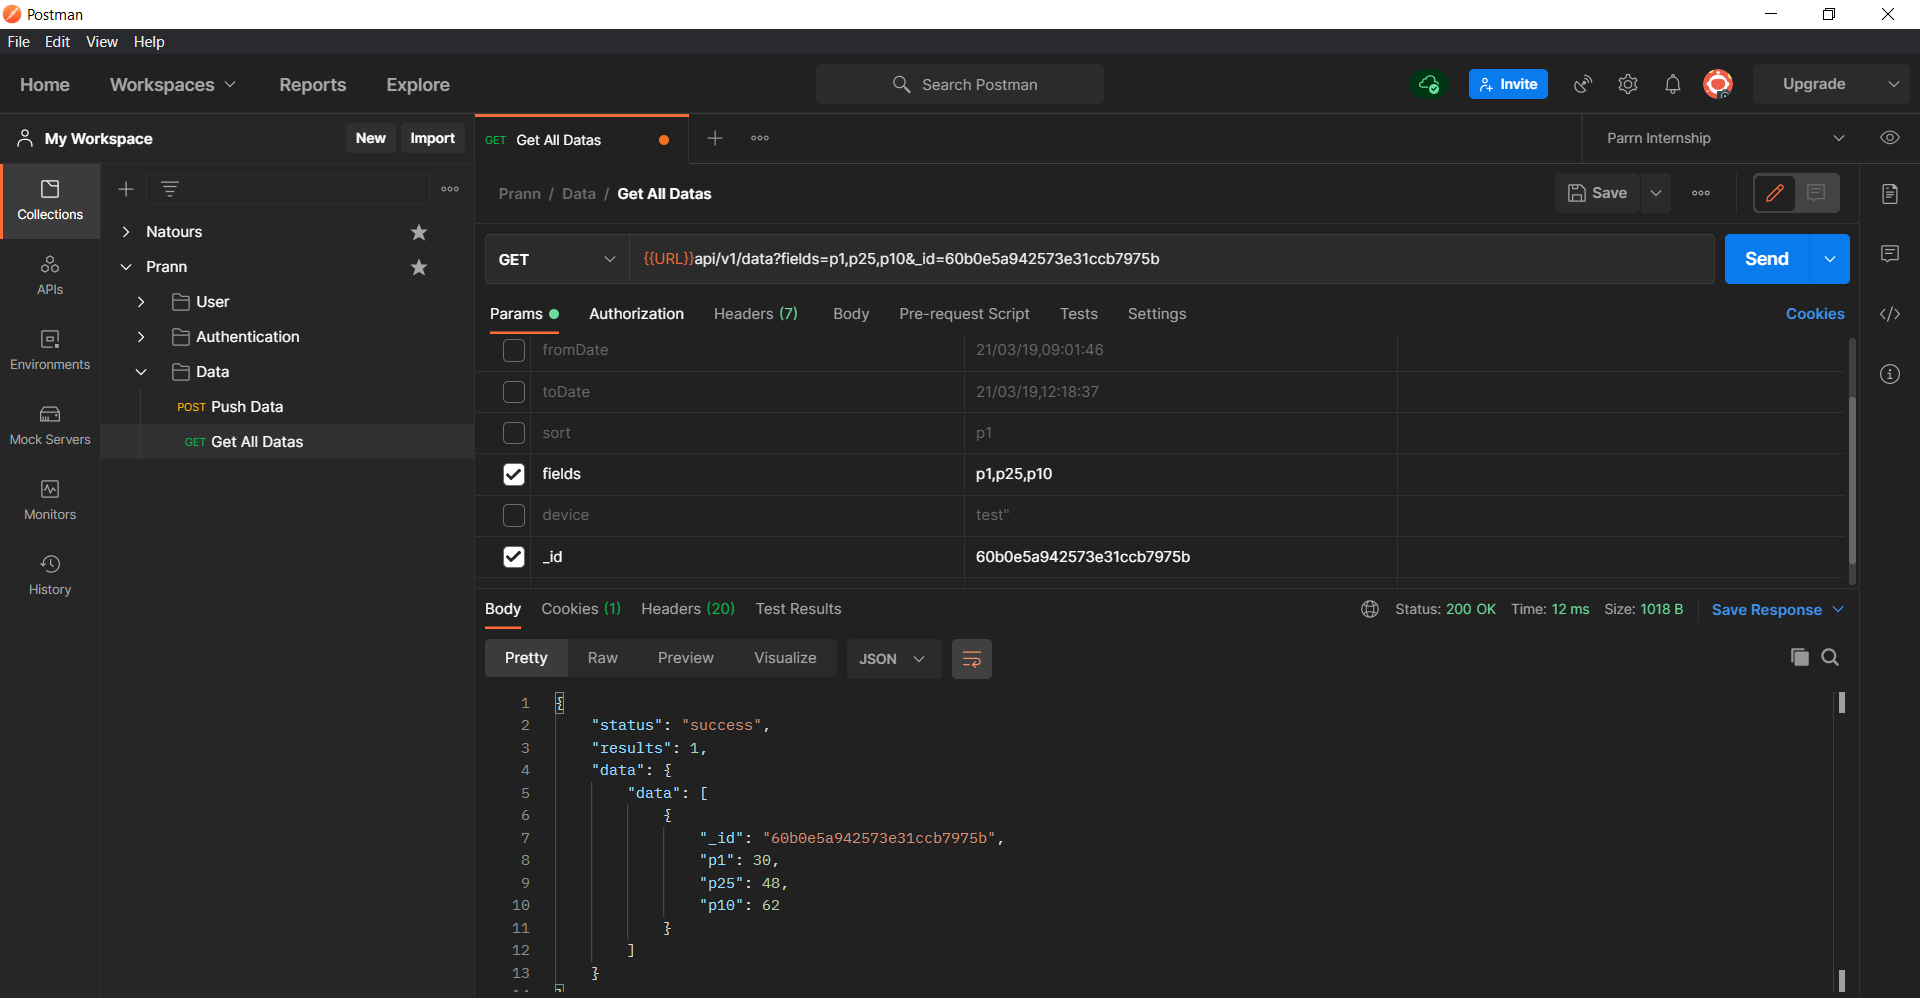 Postman
File Edit View Help
Home Workspaces Reports Explore Search Postman Invite Upgrade
My Workspace New Import GET Get All Datas Parrn Internship
Collections
APIs
Environments
Mock Servers
Monitors
History
Natours
Prann
User
Authentication
Data
POST Push Data
GET Get All Datas
Prann / Data / Get All Datas Save
GET {{URL}}api/v1/data?fields=p1,p25,p10&_id=60b0e5a942573e31ccb7975b Send
Params Authorization Headers (7) Body Pre-request Script Tests Settings Cookies
fromDate 21/03/19,09:01:46
toDate 21/03/19,12:18:37
sort p1
fields p1,p25,p10
device test"
_id 60b0e5a942573e31ccb7975b
Body Cookies (1) Headers (20) Test Results Status: 200 OK Time: 12 ms Size: 1018 B Save Response
Pretty Raw Preview Visualize JSON
1 {
2 "status": "success",
3 "results": 1,
4 "data": {
5 "data": [
6 {
7 "_id": "60b0e5a942573e31ccb7975b",
8 "p1": 30,
9 "p25": 48,
10 "p10": 62
11 }
12 ]
13 }